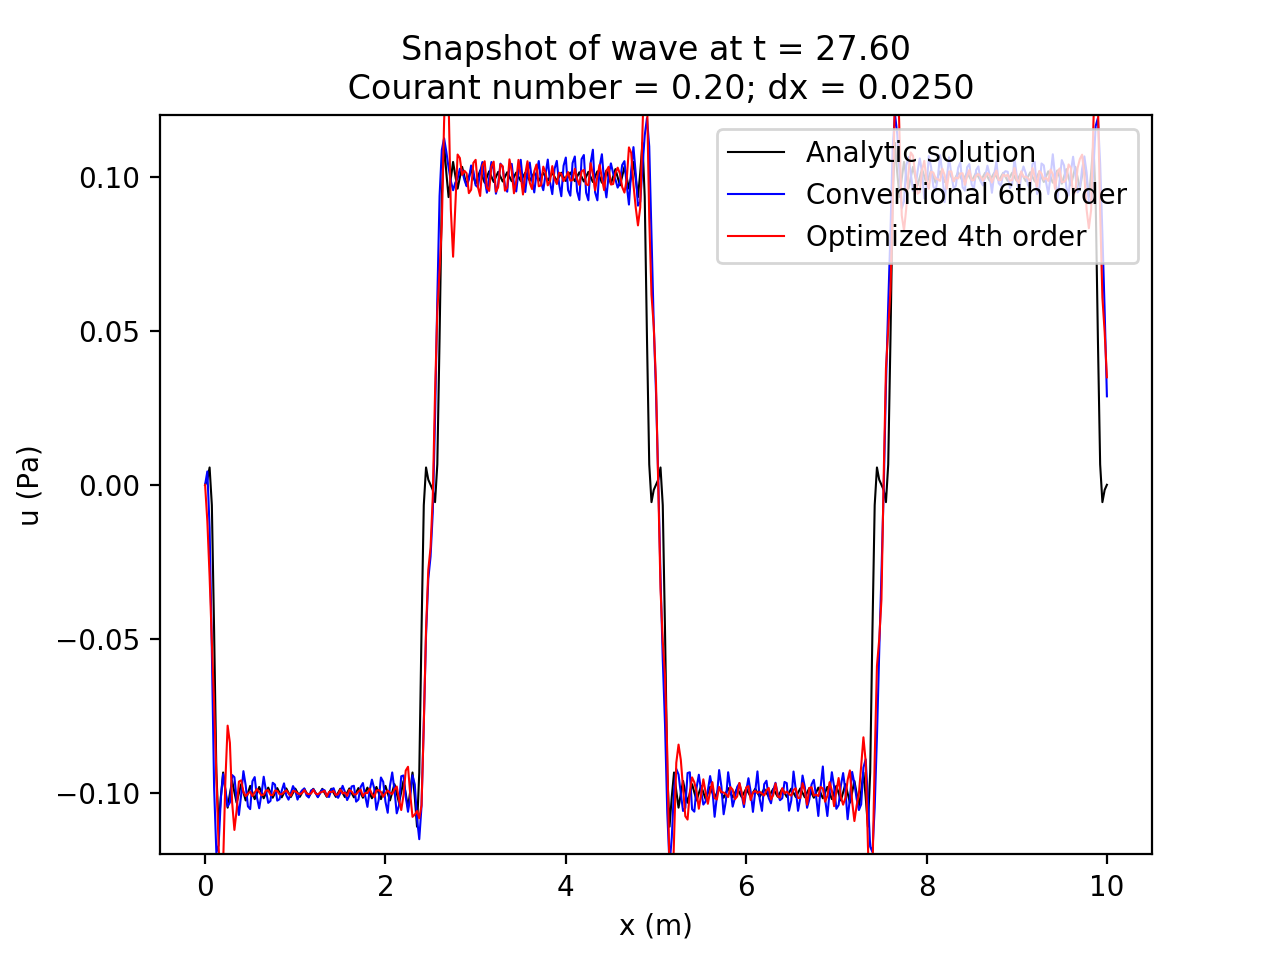 Snapshot of wave at t = 27.60
Courant number = 0.20; dx = 0.0250
Analytic solution
Conventional 6th order
Optimized 4th order
0.10
0.05
0.00
−0.05
−0.10
u (Pa)
0 2 4 6 8 10
x (m)